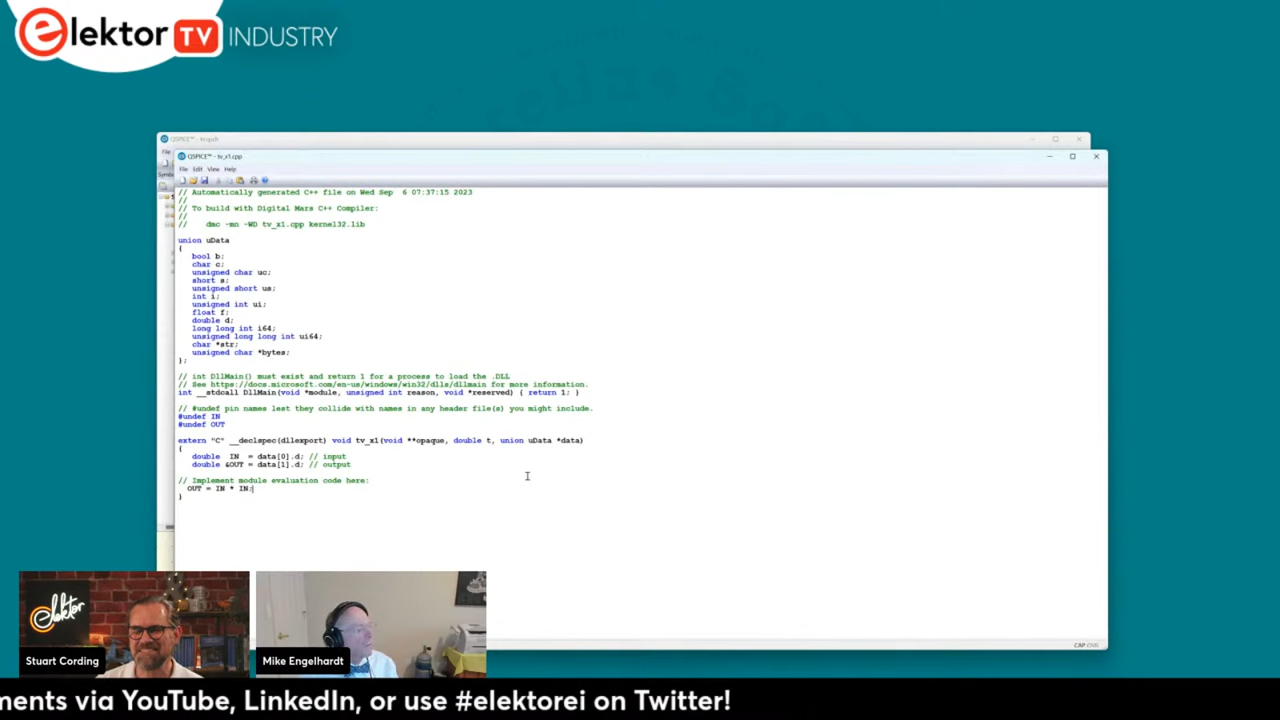 elektor TV INDUSTRY
QSPICE™ - tv.qsch
QSPICE™ - tv_x1.cpp
File Edit View Help
// Automatically generated C++ file on Wed Sep  6 07:37:15 2023
//
// To build with Digital Mars C++ Compiler:
//
//    dmc -mn -WD tv_x1.cpp kernel32.lib
union uData
{
   bool b;
   char c;
   unsigned char uc;
   short s;
   unsigned short us;
   int i;
   unsigned int ui;
   float f;
   double d;
   long long int i64;
   unsigned long long int ui64;
   char *str;
   unsigned char *bytes;
};
// int DllMain() must exist and return 1 for a process to load the .DLL
// See https://docs.microsoft.com/en-us/windows/win32/dlls/dllmain for more information.
int __stdcall DllMain(void *module, unsigned int reason, void *reserved) { return 1; }
// #undef pin names lest they collide with names in any header file(s) you might include.
#undef IN
#undef OUT
extern "C" __declspec(dllexport) void tv_x1(void **opaque, double t, union uData *data)
{
   double  IN  = data[0].d; // input
   double &OUT = data[1].d; // output
// Implement module evaluation code here:
  OUT = IN * IN;
}
elektor
Stuart Cording
Mike Engelhardt
CAP
ments via YouTube, LinkedIn, or use #elektorei on Twitter!